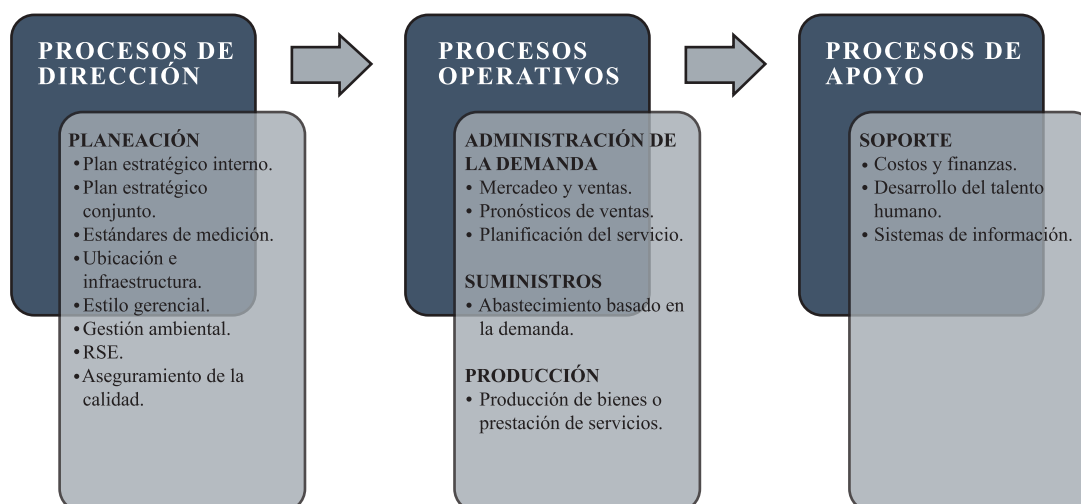 PROCESOS DE
DIRECCIÓN
PLANEACIÓN
• Plan estratégico interno.
• Plan estratégico
conjunto.
• Estándares de medición.
• Ubicación e
infraestructura.
• Estilo gerencial.
• Gestión ambiental.
• RSE.
• Aseguramiento de la
calidad.
PROCESOS
OPERATIVOS
ADMINISTRACIÓN DE
LA DEMANDA
• Mercadeo y ventas.
• Pronósticos de ventas.
• Planificación del servicio.
SUMINISTROS
• Abastecimiento basado en
la demanda.
PRODUCCIÓN
• Producción de bienes o
prestación de servicios.
PROCESOS DE
APOYO
SOPORTE
• Costos y finanzas.
• Desarrollo del talento
humano.
• Sistemas de información.